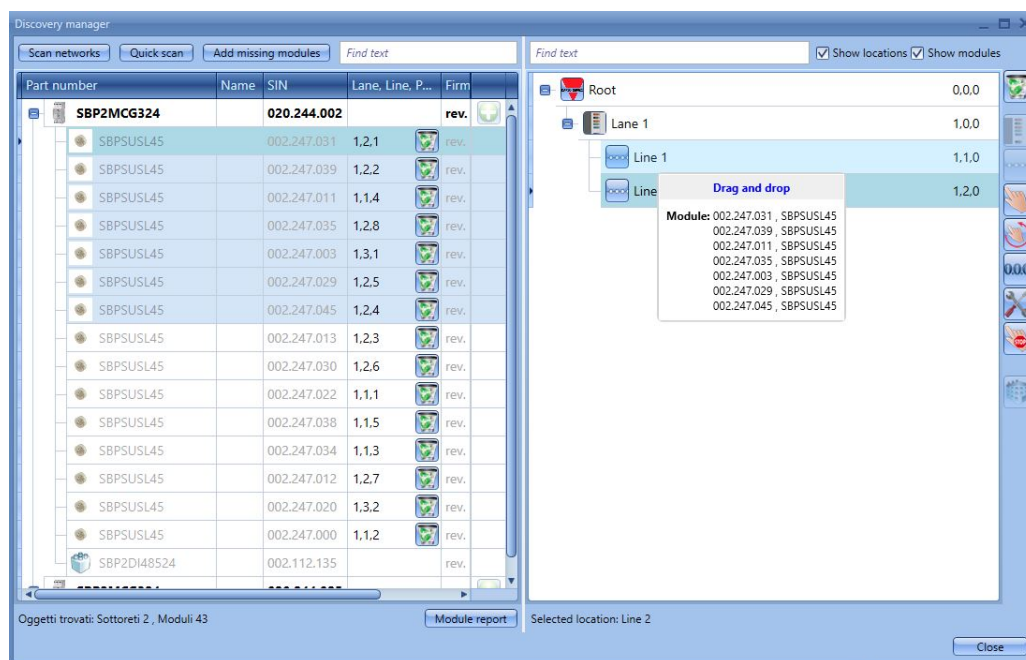 Discovery manager
Scan networks Quick scan Add missing modules Find text
Part number Name SIN Lane, Line, P... Firm
SBP2MCG324 020.244.002 rev.
SBPSUSL45 002.247.031 1,2,1 rev.
SBPSUSL45 002.247.039 1,2,2 rev.
SBPSUSL45 002.247.011 1,1,4 rev.
SBPSUSL45 002.247.035 1,2,8 rev.
SBPSUSL45 002.247.003 1,3,1 rev.
SBPSUSL45 002.247.029 1,2,5 rev.
SBPSUSL45 002.247.045 1,2,4 rev.
SBPSUSL45 002.247.013 1,2,3 rev.
SBPSUSL45 002.247.030 1,2,6 rev.
SBPSUSL45 002.247.022 1,1,1 rev.
SBPSUSL45 002.247.038 1,1,5 rev.
SBPSUSL45 002.247.034 1,1,3 rev.
SBPSUSL45 002.247.012 1,2,7 rev.
SBPSUSL45 002.247.020 1,3,2 rev.
SBPSUSL45 002.247.000 1,1,2 rev.
SBP2DI48524 002.112.135 rev.
Oggetti trovati: Sottoreti 2 , Moduli 43 Module report
Find text Show locations Show modules
Root 0,0,0
Lane 1 1,0,0
Line 1 1,1,0
Line 1,2,0
Drag and drop
Module: 002.247.031 , SBPSUSL45
002.247.039 , SBPSUSL45
002.247.011 , SBPSUSL45
002.247.035 , SBPSUSL45
002.247.003 , SBPSUSL45
002.247.029 , SBPSUSL45
002.247.045 , SBPSUSL45
STOP
Selected location: Line 2
Close